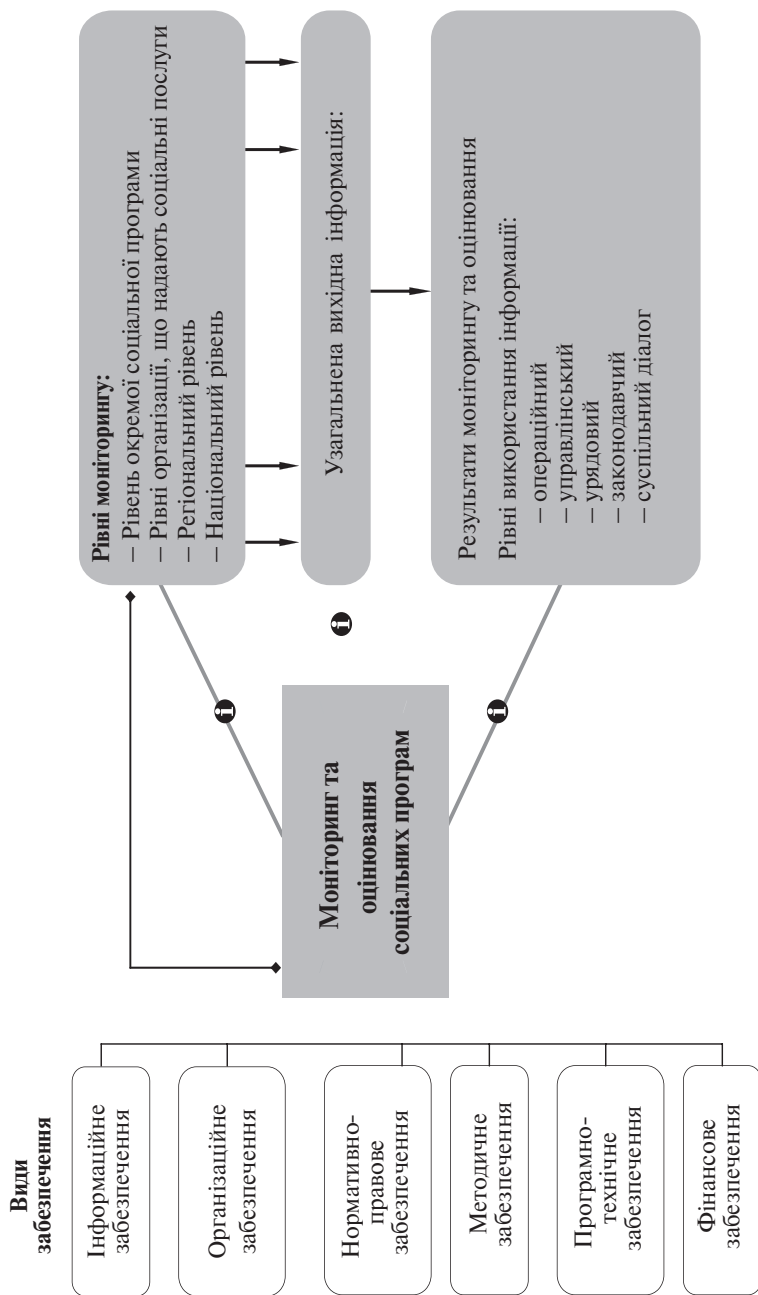 Види
забезпечення
Інформаційне
забезпечення
Організаційне
забезпечення
Нормативно-
правове
забезпечення
Методичне
забезпечення
Програмно-
технічне
забезпечення
Фінансове
забезпечення
Моніторинг та
оцінювання
соціальних програм
i
i
i
Рівні моніторингу:
— Рівень окремої соціальної програми
— Рівні організації, що надають соціальні послуги
— Регіональний рівень
— Національний рівень
Узагальнена вихідна інформація:
Результати моніторингу та оцінювання
Рівні використання інформації:
— операційний
— управлінський
— урядовий
— законодавчий
— суспільний діалог